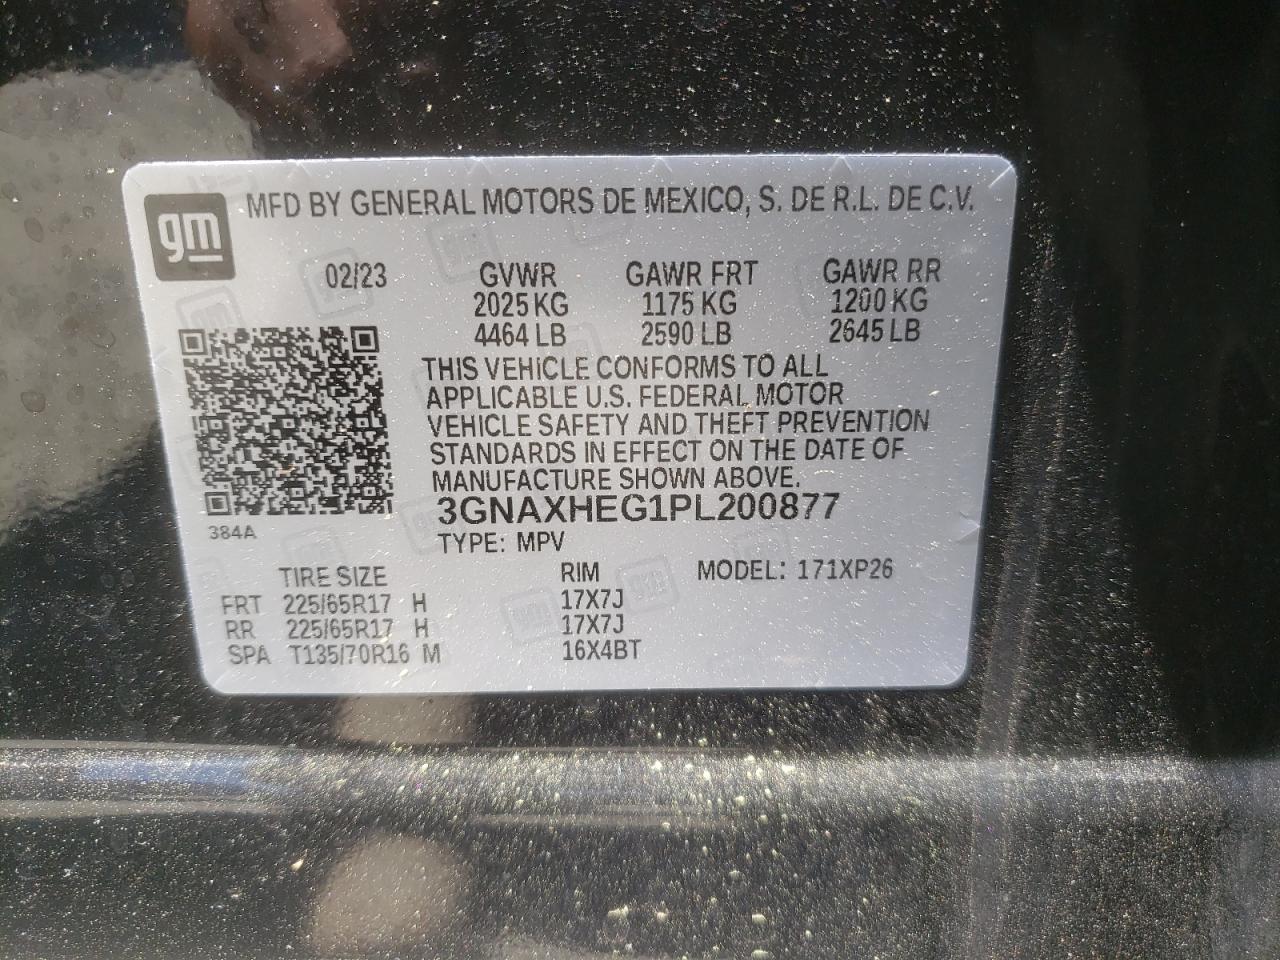 gm
MFD BY GENERAL MOTORS DE MEXICO, S. DE R.L. DE C.V.
02/23 GVWR GAWR FRT GAWR RR
2025 KG 1175 KG 1200 KG
4464 LB 2590 LB 2645 LB
THIS VEHICLE CONFORMS TO ALL
APPLICABLE U.S. FEDERAL MOTOR
VEHICLE SAFETY AND THEFT PREVENTION
STANDARDS IN EFFECT ON THE DATE OF
MANUFACTURE SHOWN ABOVE.
3GNAXHEG1PL200877
384A
TYPE: MPV
TIRE SIZE RIM MODEL: 171XP26
FRT 225/65R17 H 17X7J
RR 225/65R17 H 17X7J
SPA T135/70R16 M 16X4BT